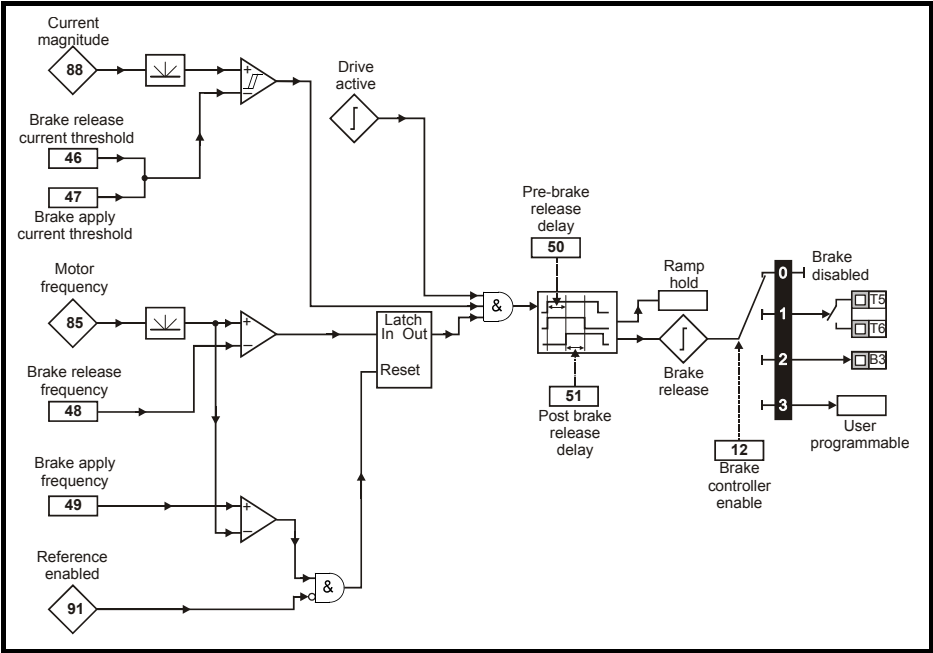 Current
magnitude
88
+
−
Brake release
current threshold
46
47
Brake apply
current threshold
Drive
active
Motor
frequency
85
+
−
Brake release
frequency
48
Latch
In Out
Reset
Brake apply
frequency
49
+
−
Reference
enabled
91
&
&
Pre-brake
release
delay
50
51
Post brake
release
delay
Ramp
hold
Brake
release
12
Brake
controller
enable
0
1
2
3
Brake
disabled
T5
T6
B3
User
programmable